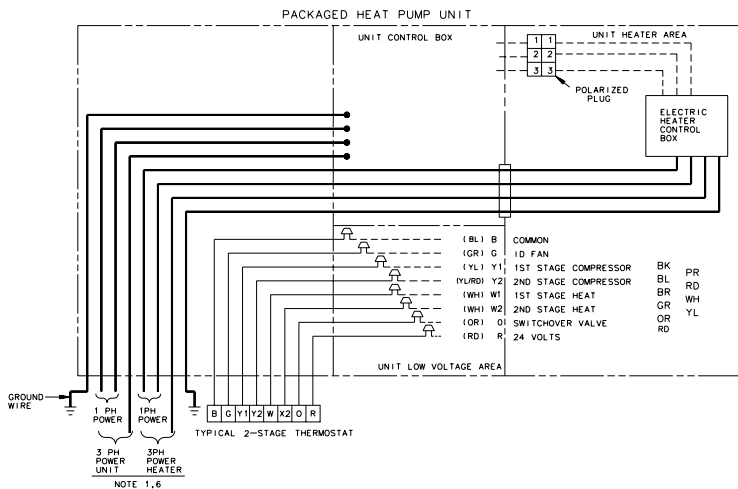 PACKAGED HEAT PUMP UNIT
UNIT CONTROL BOX
UNIT HEATER AREA
1 1
2 2
3 3
POLARIZED
PLUG
ELECTRIC
HEATER
CONTROL
BOX
(BL) B COMMON
(GR) G ID FAN
(YL) Y1 1ST STAGE COMPRESSOR
(YL/RD) Y2 2ND STAGE COMPRESSOR
(WH) W1 1ST STAGE HEAT
(WH) W2 2ND STAGE HEAT
(OR) O SWITCHOVER VALVE
(RD) R 24 VOLTS
BK
BL
BR
GR
OR
RD
PR
RD
WH
YL
UNIT LOW VOLTAGE AREA
GROUND
WIRE
1 PH
POWER
1PH
POWER
3 PH
POWER
UNIT
3PH
POWER
HEATER
NOTE 1,6
B G Y1 Y2 W X2 O R
TYPICAL 2-STAGE THERMOSTAT